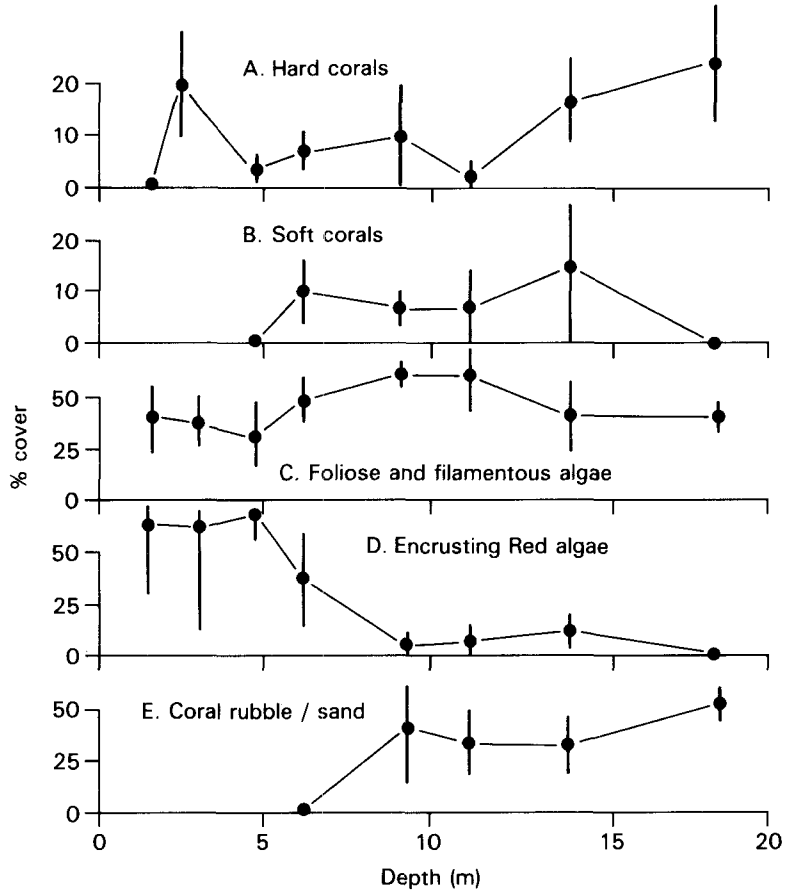 A. Hard corals
20
10
0
B. Soft corals
20
10
0
% cover
50
25
C. Foliose and filamentous algae
0
D. Encrusting Red algae
50
25
0
E. Coral rubble / sand
50
25
0
0 5 10 15 20
Depth (m)